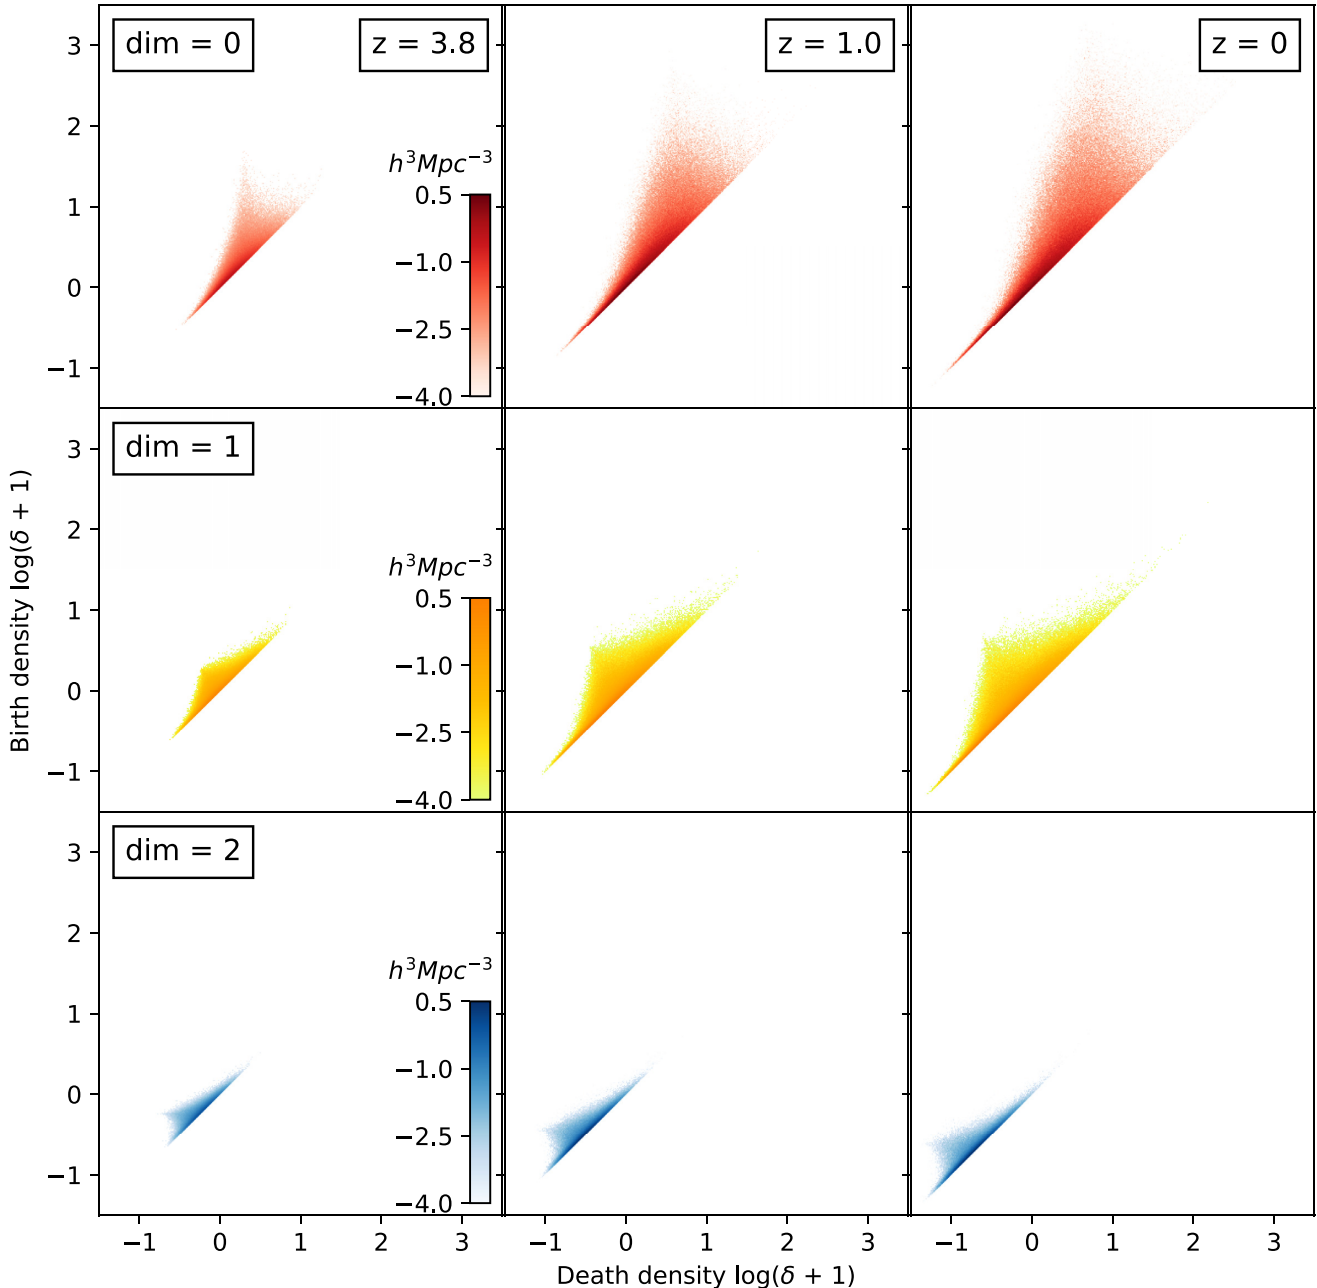 dim = 0
z = 3.8
z = 1.0
z = 0
3
2
1
0
−1
h³Mpc⁻³
0.5
−1.0
−2.5
−4.0
dim = 1
3
2
1
0
−1
h³Mpc⁻³
0.5
−1.0
−2.5
−4.0
Birth density log(δ + 1)
dim = 2
3
2
1
0
−1
h³Mpc⁻³
0.5
−1.0
−2.5
−4.0
−1 0 1 2 3 −1 0 1 2 3 −1 0 1 2 3
Death density log(δ + 1)